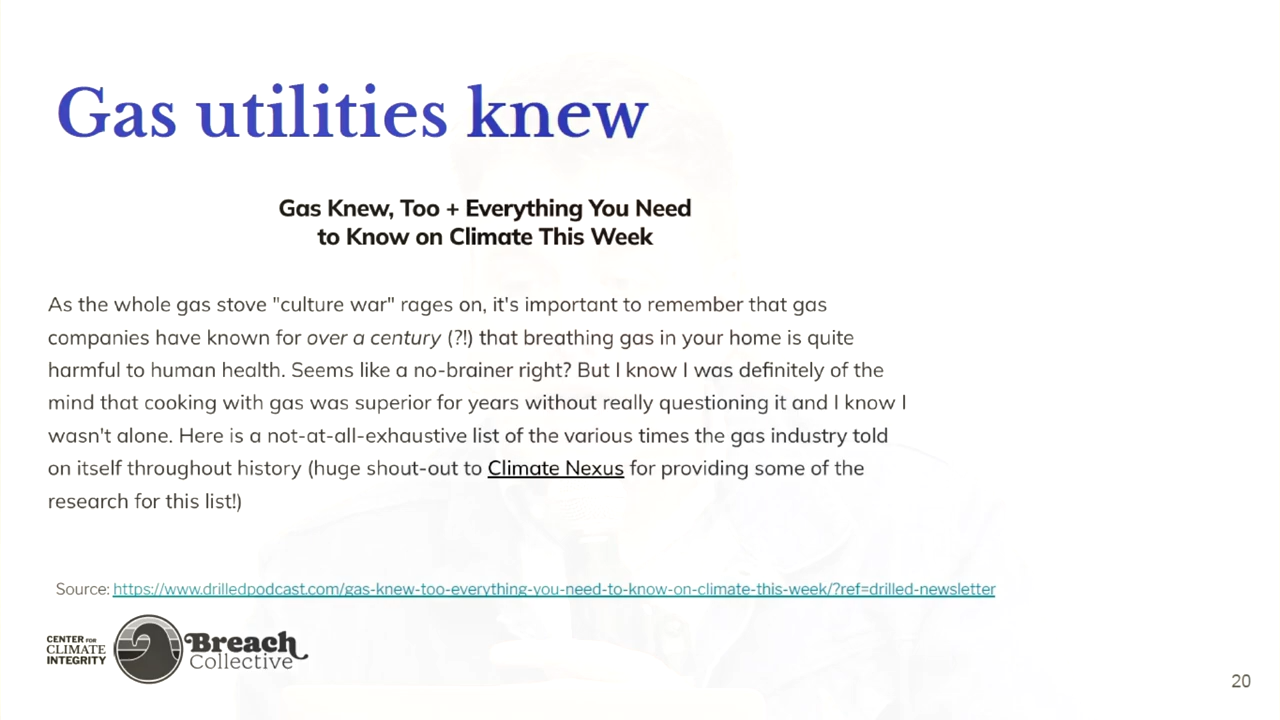 Gas utilities knew
Gas Knew, Too + Everything You Need
to Know on Climate This Week
As the whole gas stove "culture war" rages on, it's important to remember that gas
companies have known for over a century (?!) that breathing gas in your home is quite
harmful to human health. Seems like a no-brainer right? But I know I was definitely of the
mind that cooking with gas was superior for years without really questioning it and I know I
wasn't alone. Here is a not-at-all-exhaustive list of the various times the gas industry told
on itself throughout history (huge shout-out to Climate Nexus for providing some of the
research for this list!)
Source: https://www.drilledpodcast.com/gas-knew-too-everything-you-need-to-know-on-climate-this-week/?ref=drilled-newsletter
CENTER FOR
CLIMATE
INTEGRITY
Breach
Collective
20